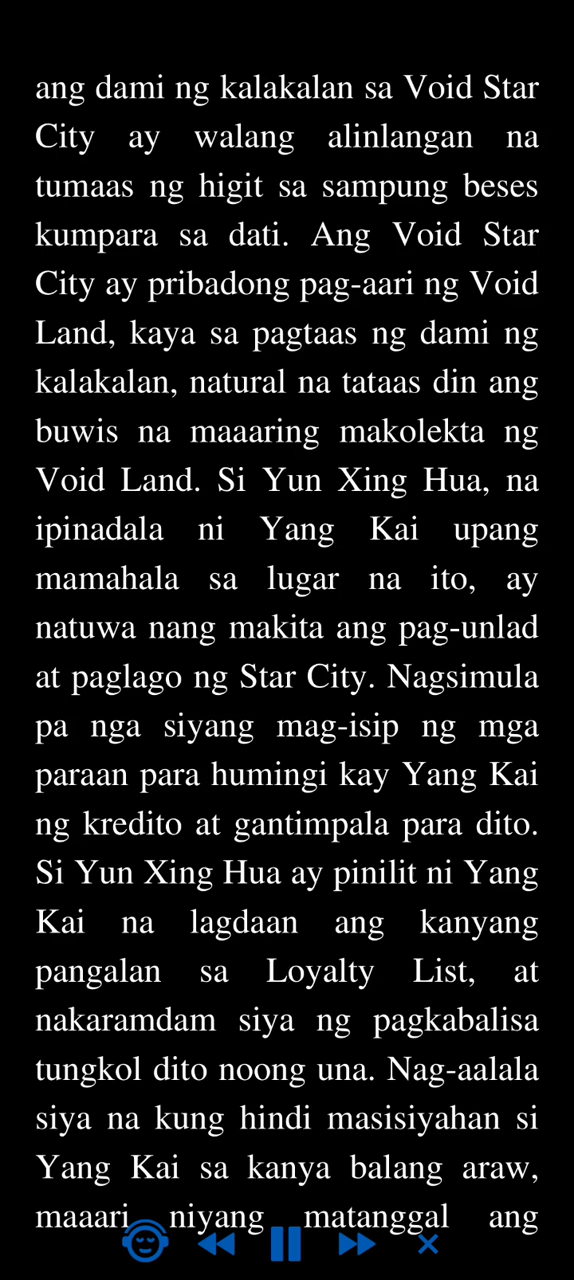 ang dami ng kalakalan sa Void Star
City ay walang alinlangan na
tumaas ng higit sa sampung beses
kumpara sa dati. Ang Void Star
City ay pribadong pag-aari ng Void
Land, kaya sa pagtaas ng dami ng
kalakalan, natural na tataas din ang
buwis na maaaring makolekta ng
Void Land. Si Yun Xing Hua, na
ipinadala ni Yang Kai upang
mamahala sa lugar na ito, ay
natuwa nang makita ang pag-unlad
at paglago ng Star City. Nagsimula
pa nga siyang mag-isip ng mga
paraan para humingi kay Yang Kai
ng kredito at gantimpala para dito.
Si Yun Xing Hua ay pinilit ni Yang
Kai na lagdaan ang kanyang
pangalan sa Loyalty List, at
nakaramdam siya ng pagkabalisa
tungkol dito noong una. Nag-aalala
siya na kung hindi masisiyahan si
Yang Kai sa kanya balang araw,
maaari niyang matanggal ang